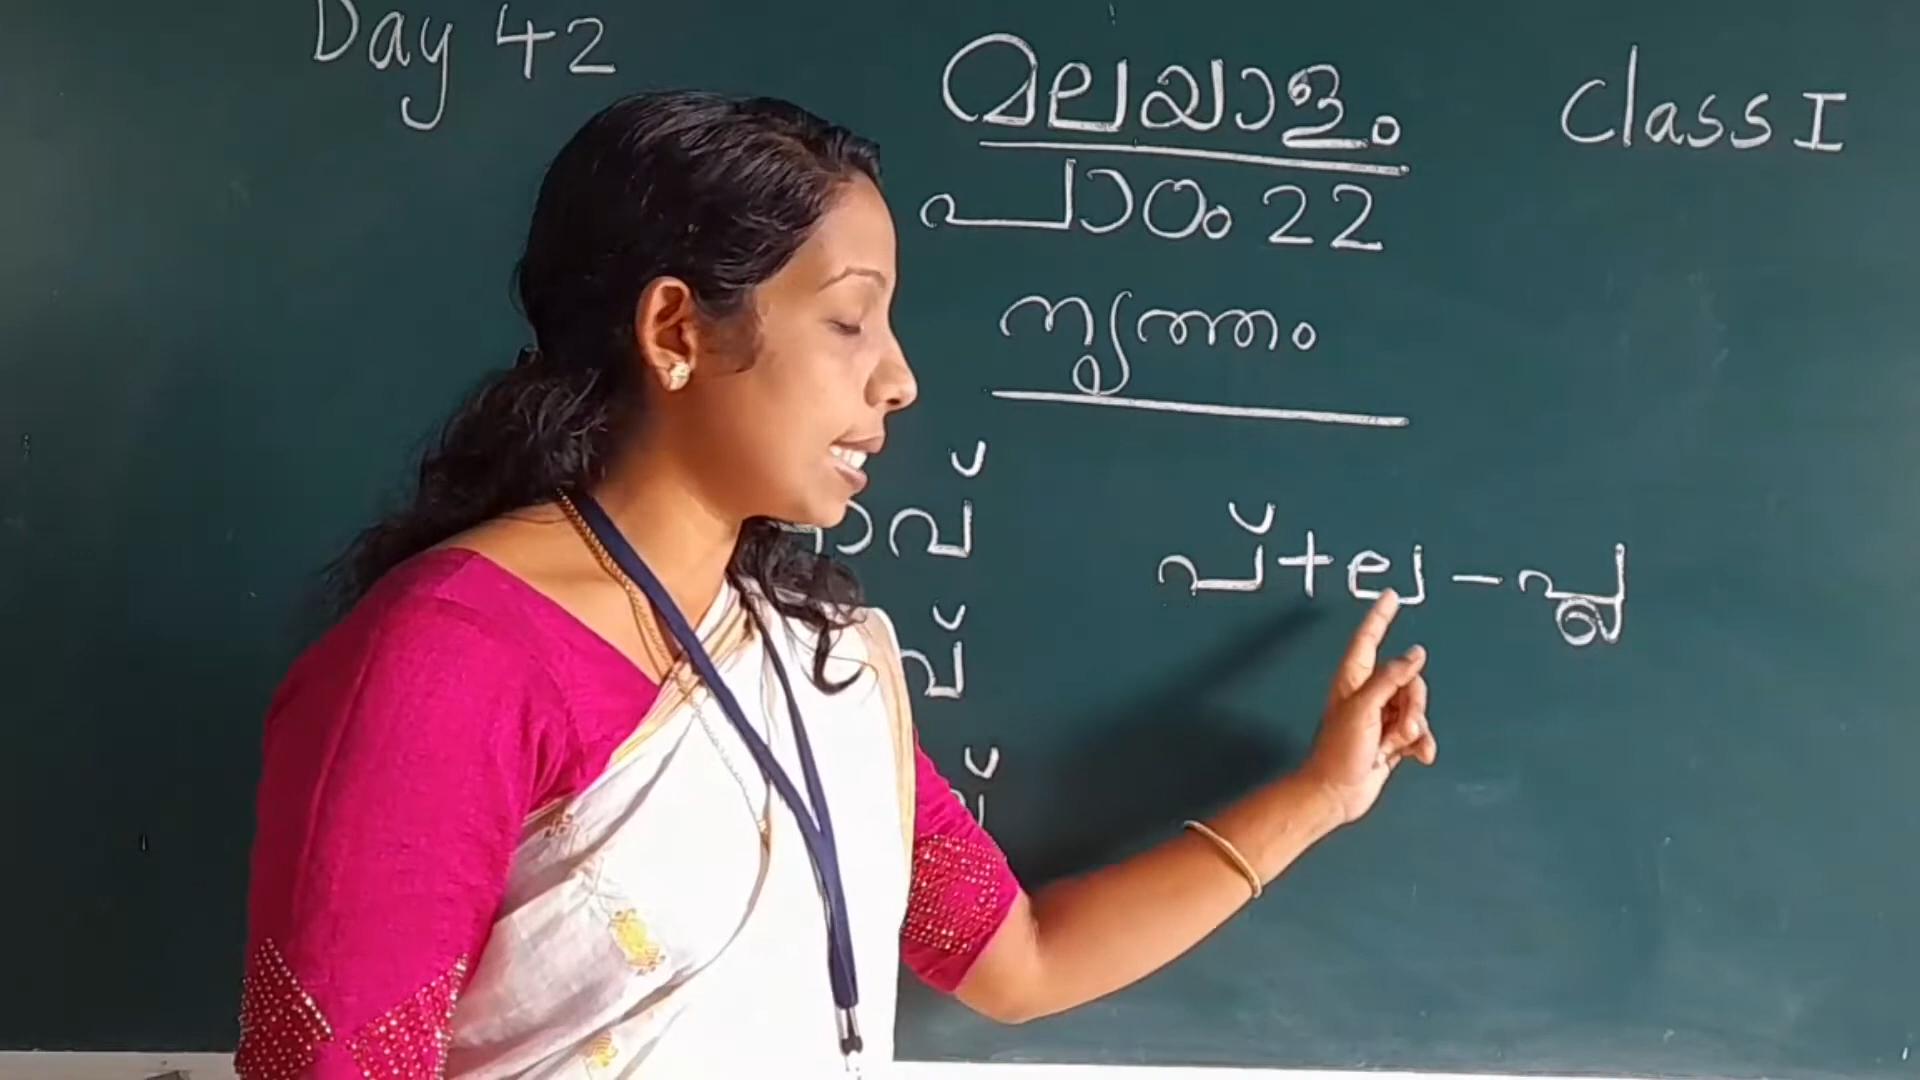 Day 42
മലയാളം
Class I
പാഠം 22
നൃത്തം
പ് + ല - പ്ല